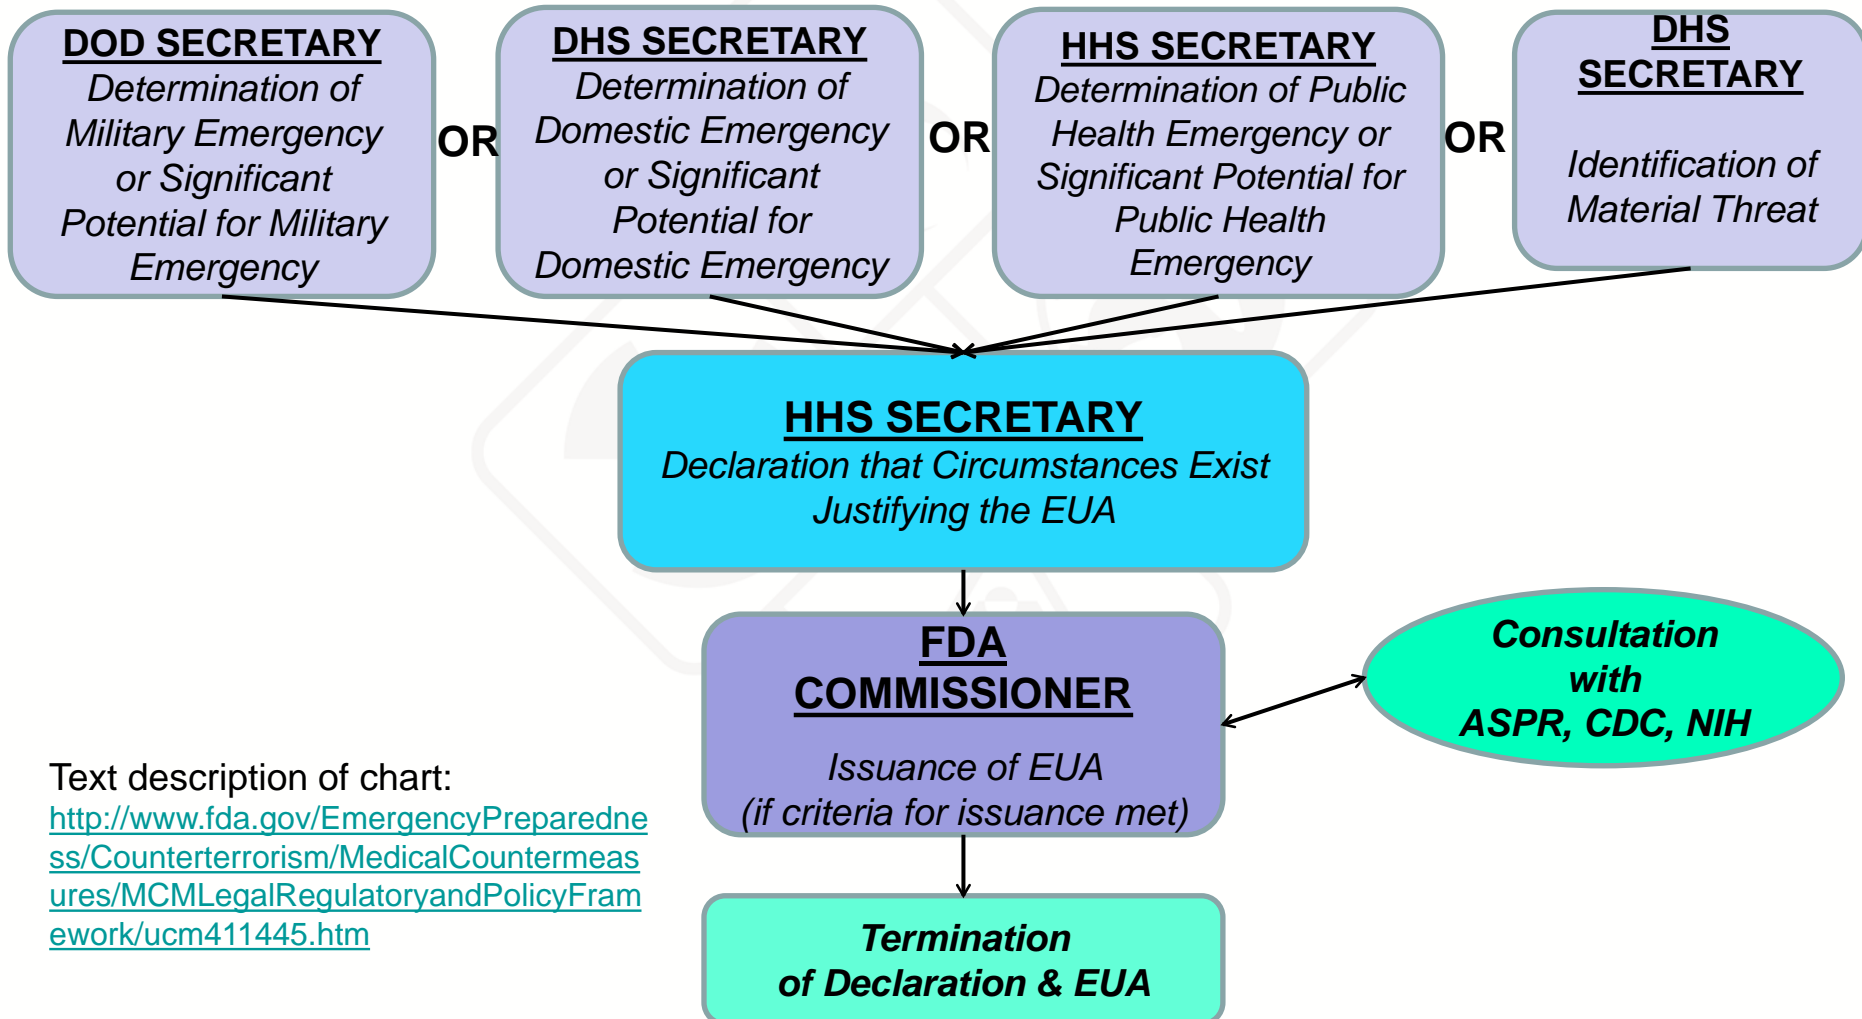 DOD SECRETARY
Determination of
Military Emergency
or Significant
Potential for Military
Emergency
OR
DHS SECRETARY
Determination of
Domestic Emergency
or Significant
Potential for
Domestic Emergency
OR
HHS SECRETARY
Determination of Public
Health Emergency or
Significant Potential for
Public Health
Emergency
OR
DHS
SECRETARY
Identification of
Material Threat
HHS SECRETARY
Declaration that Circumstances Exist
Justifying the EUA
FDA
COMMISSIONER
Issuance of EUA
(if criteria for issuance met)
Consultation
with
ASPR, CDC, NIH
Text description of chart:
http://www.fda.gov/EmergencyPreparedne
ss/Counterterrorism/MedicalCountermeas
ures/MCMLegalRegulatoryandPolicyFram
ework/ucm411445.htm
Termination
of Declaration & EUA